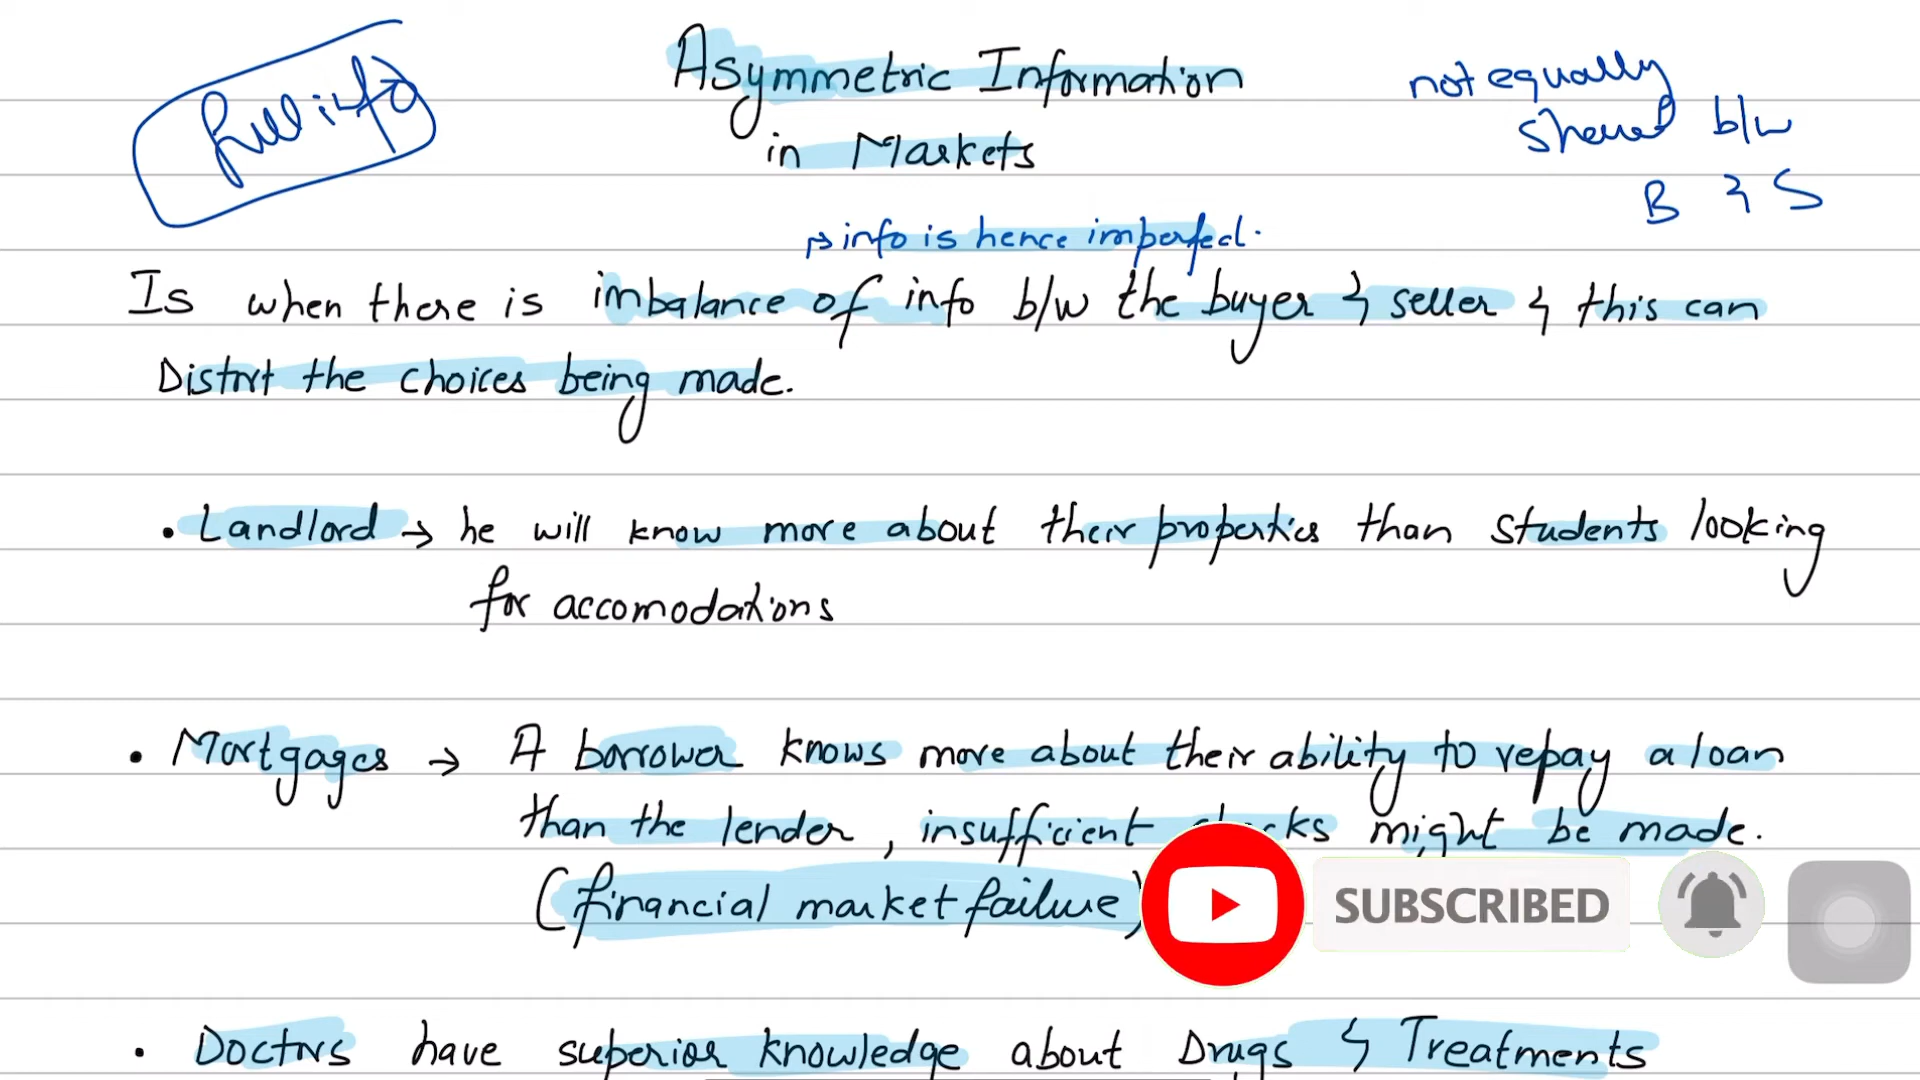 full info
Asymmetric Information
in Markets
not equally
shared b/w
B & S
→ info is hence imperfect.
Is when there is imbalance of info b/w the buyer & seller & this can
Distort the choices being made.
• Landlord → he will know more about their properties than students looking
for accomodations
• Mortgages → A borrower knows more about their ability to repay a loan
than the lender, insufficient might be made.
(financial market failure)
SUBSCRIBED
• Doctors have superior knowledge about Drugs & Treatments